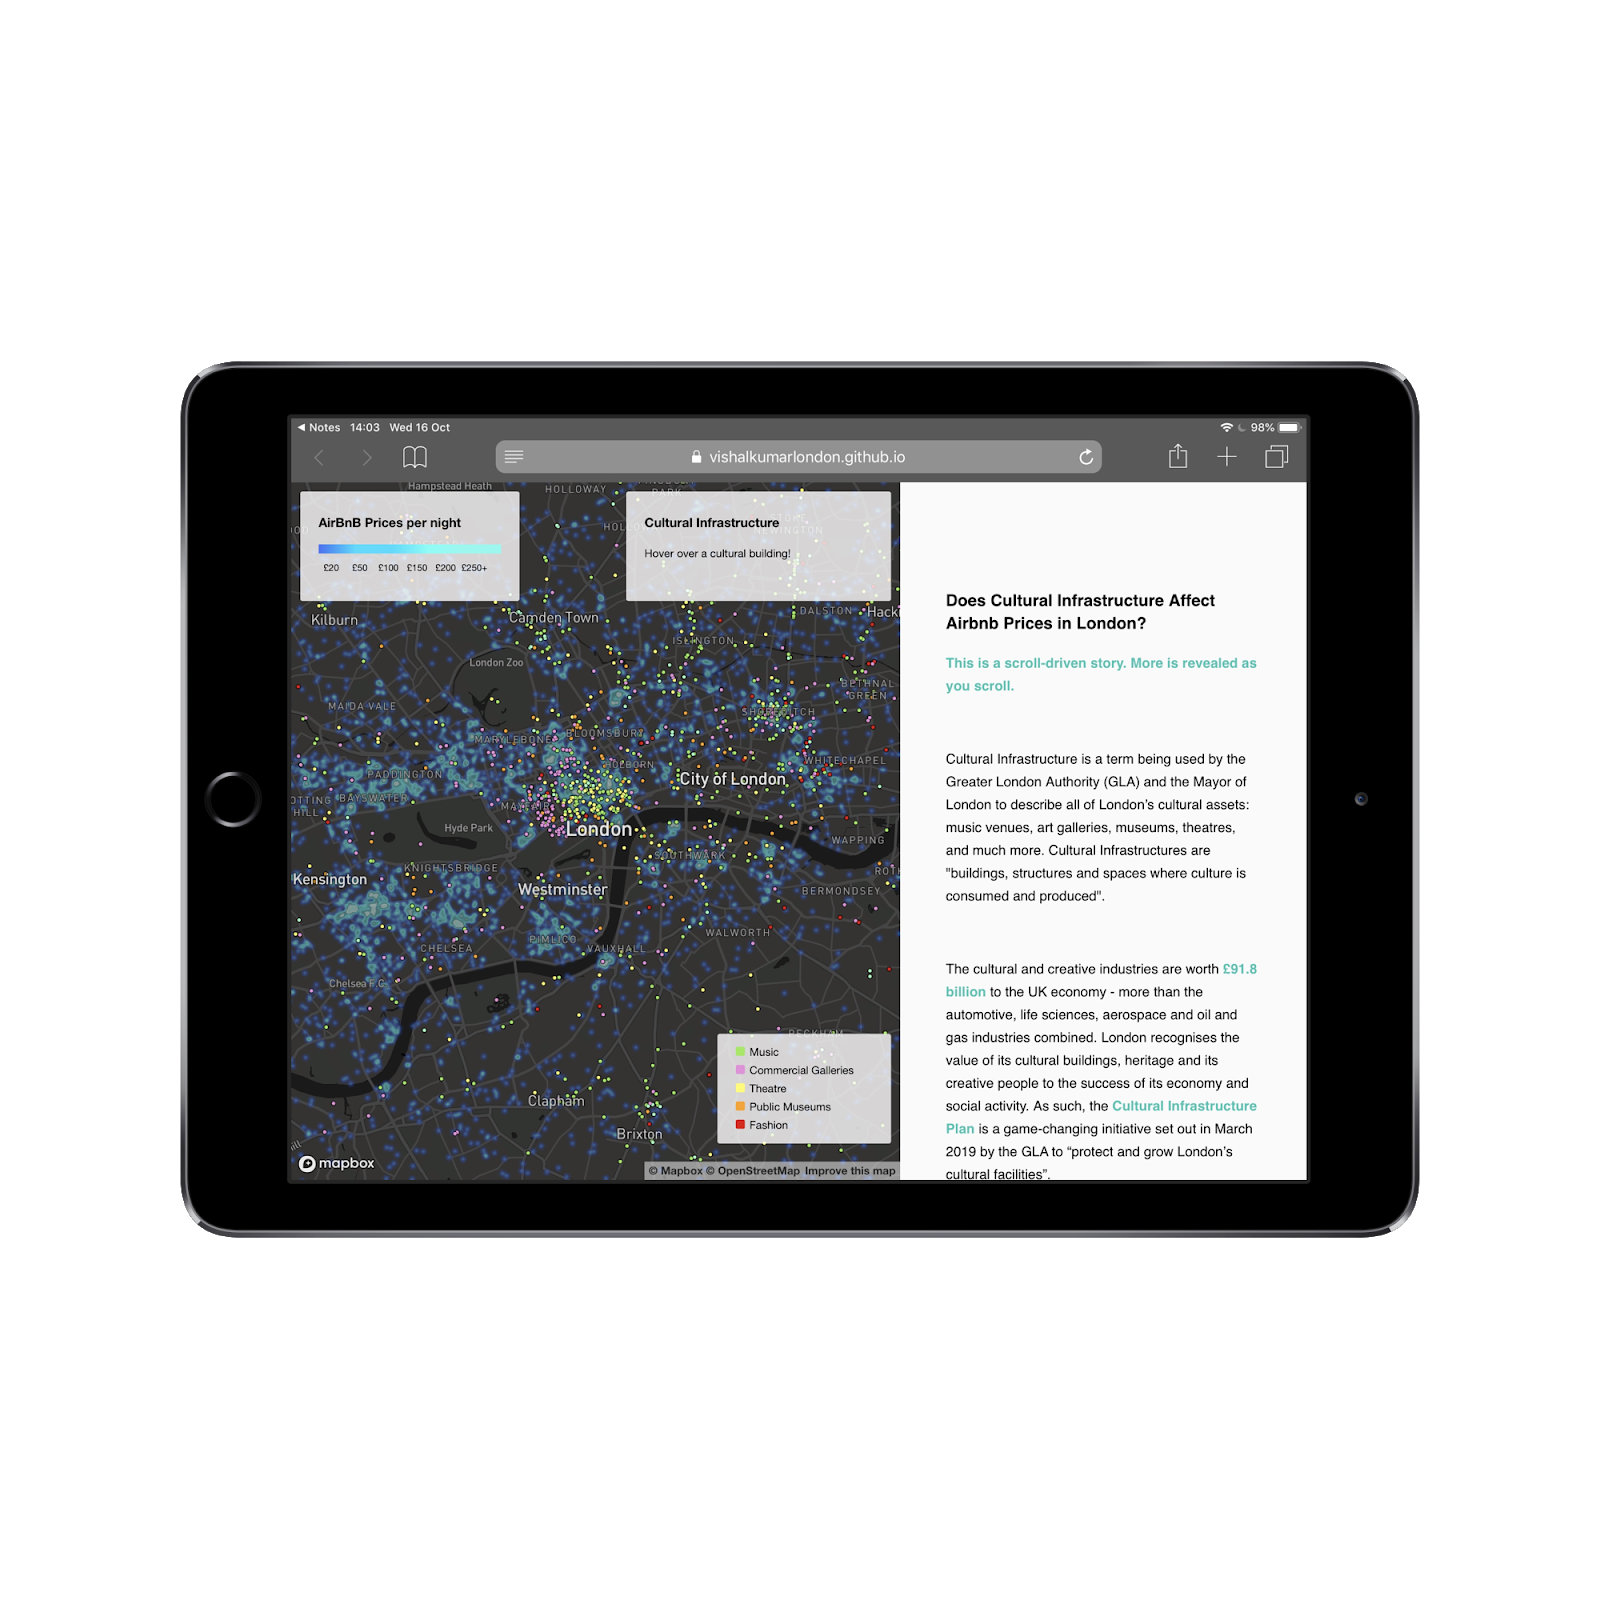 Notes 14:03 Wed 16 Oct
98%
vishalkumarlondon.github.io
Hampstead Heath
HOLLOWAY
PARK
AirBnB Prices per night
£20 £50 £100 £150 £200 £250+
Cultural Infrastructure
Hover over a cultural building!
STOKE
NEWINGTON
Kilburn
Camden Town
DALSTON
Hack
ISLINGTON
London Zoo
BETHNAL
GREEN
MAIDA VALE
SHOREDITCH
MARYLEBONE
BLOOMSBURY
HOLBORN
WHITECHAPEL
PADDINGTON
City of London
OTTING
HILL
BAYSWATER
MAYFAIR
Hyde Park
London
WAPPING
SOUTHWARK
KNIGHTSBRIDGE
ROTH
Kensington
Westminster
BERMONDSEY
WALWORTH
PIMLICO
CHELSEA
VAUXHALL
Chelsea F.C.
PECKHAM
Clapham
Brixton
Music
Commercial Galleries
Theatre
Public Museums
Fashion
mapbox
© Mapbox © OpenStreetMap Improve this map
Does Cultural Infrastructure Affect
Airbnb Prices in London?
This is a scroll-driven story. More is revealed as
you scroll.
Cultural Infrastructure is a term being used by the
Greater London Authority (GLA) and the Mayor of
London to describe all of London's cultural assets:
music venues, art galleries, museums, theatres,
and much more. Cultural Infrastructures are
"buildings, structures and spaces where culture is
consumed and produced".
The cultural and creative industries are worth £91.8
billion to the UK economy - more than the
automotive, life sciences, aerospace and oil and
gas industries combined. London recognises the
value of its cultural buildings, heritage and its
creative people to the success of its economy and
social activity. As such, the Cultural Infrastructure
Plan is a game-changing initiative set out in March
2019 by the GLA to “protect and grow London’s
cultural facilities”.